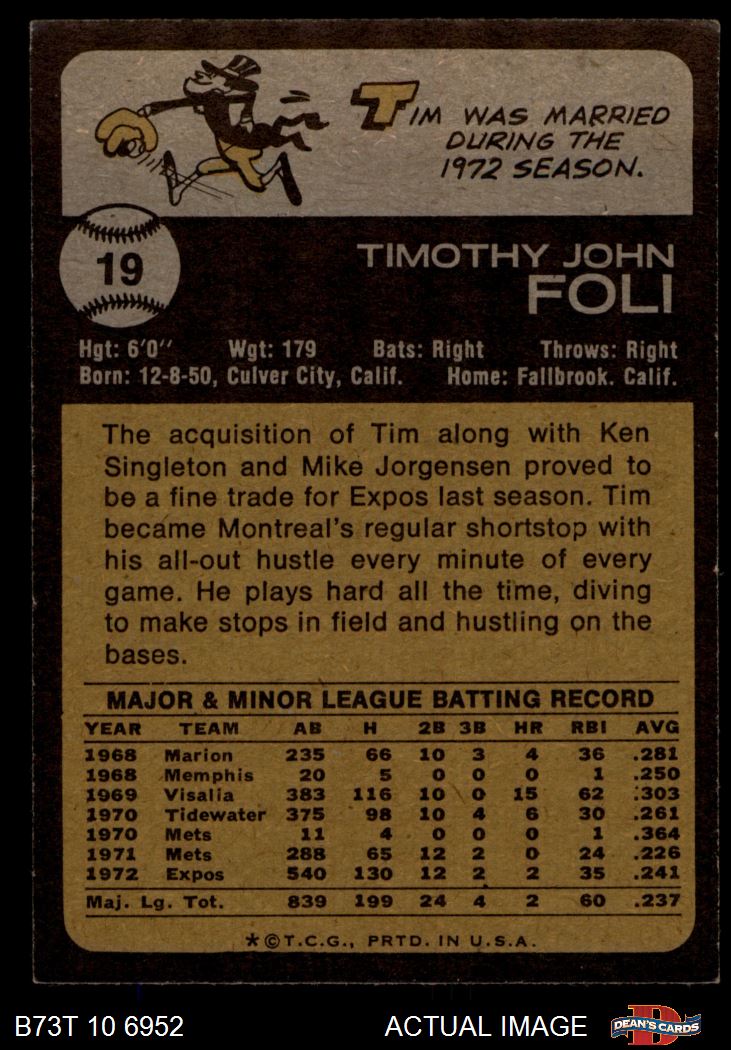 TIM WAS MARRIED
DURING THE
1972 SEASON.
19
TIMOTHY JOHN
FOLI
Hgt: 6'0" Wgt: 179 Bats: Right Throws: Right
Born: 12-8-50, Culver City, Calif. Home: Fallbrook. Calif.
The acquisition of Tim along with Ken
Singleton and Mike Jorgensen proved to
be a fine trade for Expos last season. Tim
became Montreal's regular shortstop with
his all-out hustle every minute of every
game. He plays hard all the time, diving
to make stops in field and hustling on the
bases.
MAJOR & MINOR LEAGUE BATTING RECORD
YEAR TEAM AB H 2B 3B HR RBI AVG
1968 Marion 235 66 10 3 4 36 .281
1968 Memphis 20 5 0 0 0 1 .250
1969 Visalia 383 116 10 0 15 62 .303
1970 Tidewater 375 98 10 4 6 30 .261
1970 Mets 11 4 0 0 0 1 .364
1971 Mets 288 65 12 2 0 24 .226
1972 Expos 540 130 12 2 2 35 .241
Maj. Lg. Tot. 839 199 24 4 2 60 .237
*©T.C.G., PRTD. IN U.S.A.
B73T 10 6952 ACTUAL IMAGE DEAN'S CARDS